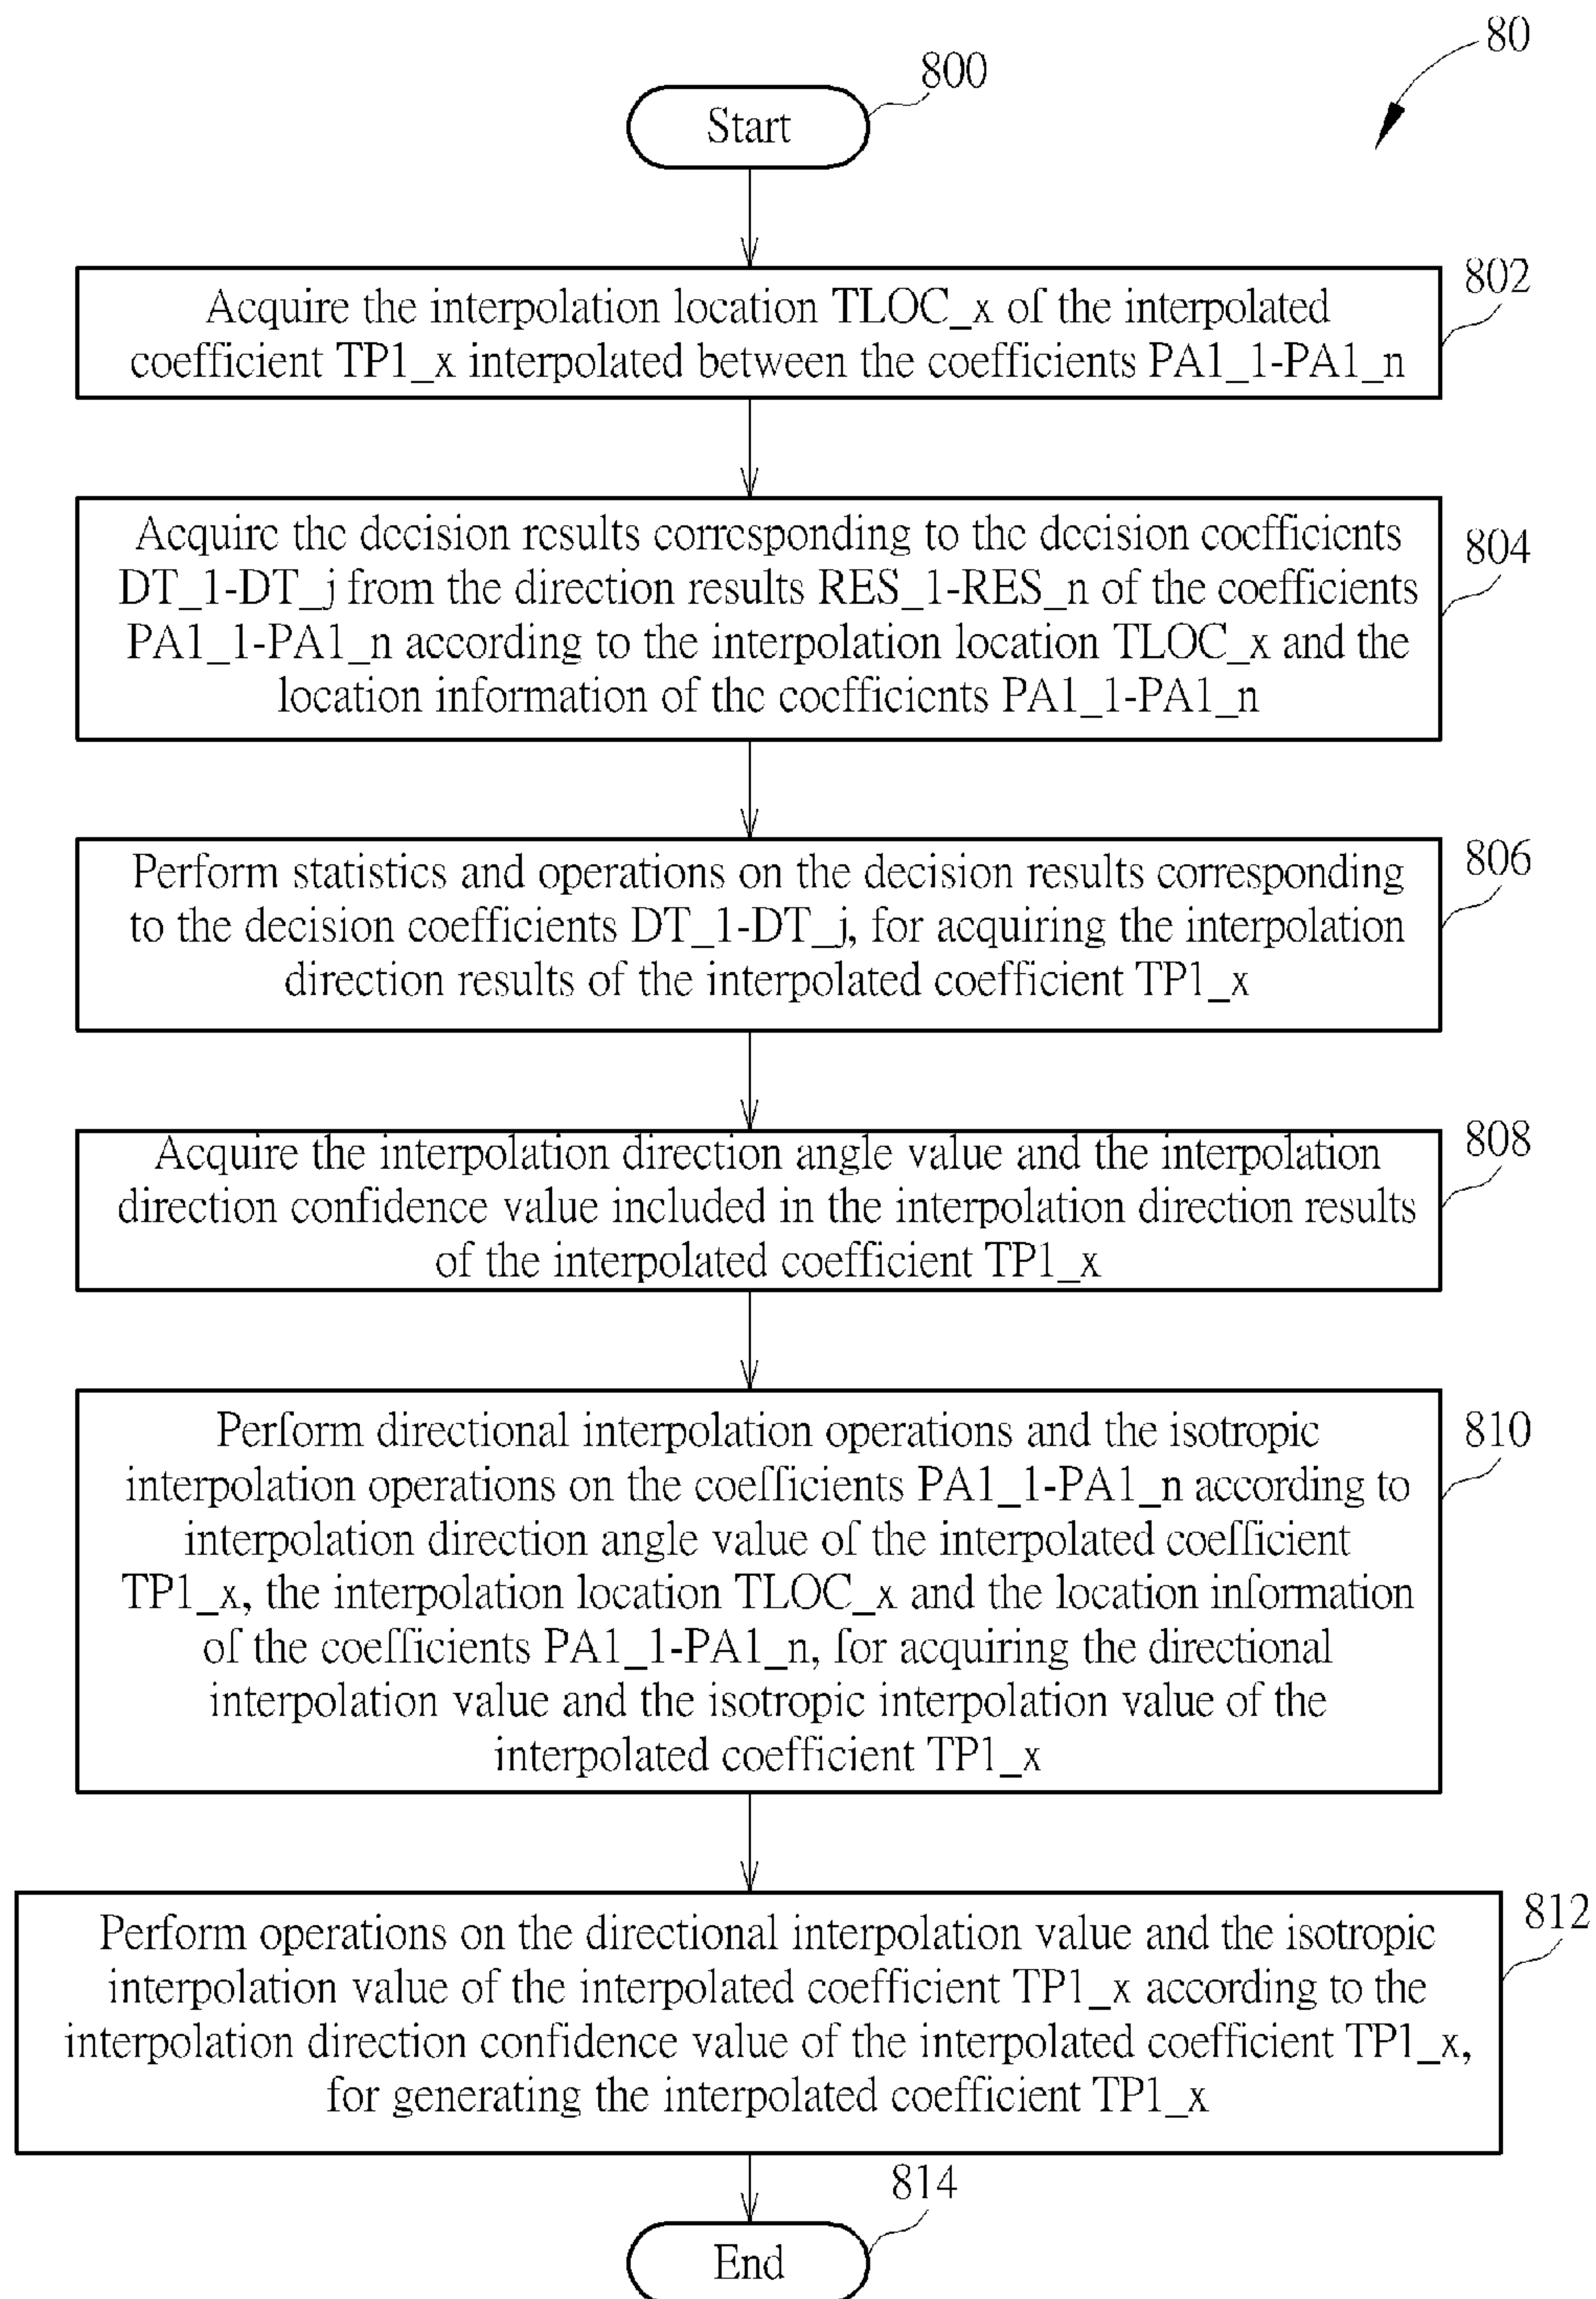 80
800
Start
802
Acquire the interpolation location TLOC_x of the interpolated
coefficient TP1_x interpolated between the coefficients PA1_1-PA1_n
804
Acquire the decision results corresponding to the decision coefficients
DT_1-DT_j from the direction results RES_1-RES_n of the coefficients
PA1_1-PA1_n according to the interpolation location TLOC_x and the
location information of the coefficients PA1_1-PA1_n
806
Perform statistics and operations on the decision results corresponding
to the decision coefficients DT_1-DT_j, for acquiring the interpolation
direction results of the interpolated coefficient TP1_x
808
Acquire the interpolation direction angle value and the interpolation
direction confidence value included in the interpolation direction results
of the interpolated coefficient TP1_x
810
Perform directional interpolation operations and the isotropic
interpolation operations on the coefficients PA1_1-PA1_n according to
interpolation direction angle value of the interpolated coefficient
TP1_x, the interpolation location TLOC_x and the location information
of the coefficients PA1_1-PA1_n, for acquiring the directional
interpolation value and the isotropic interpolation value of the
interpolated coefficient TP1_x
812
Perform operations on the directional interpolation value and the isotropic
interpolation value of the interpolated coefficient TP1_x according to the
interpolation direction confidence value of the interpolated coefficient TP1_x,
for generating the interpolated coefficient TP1_x
814
End